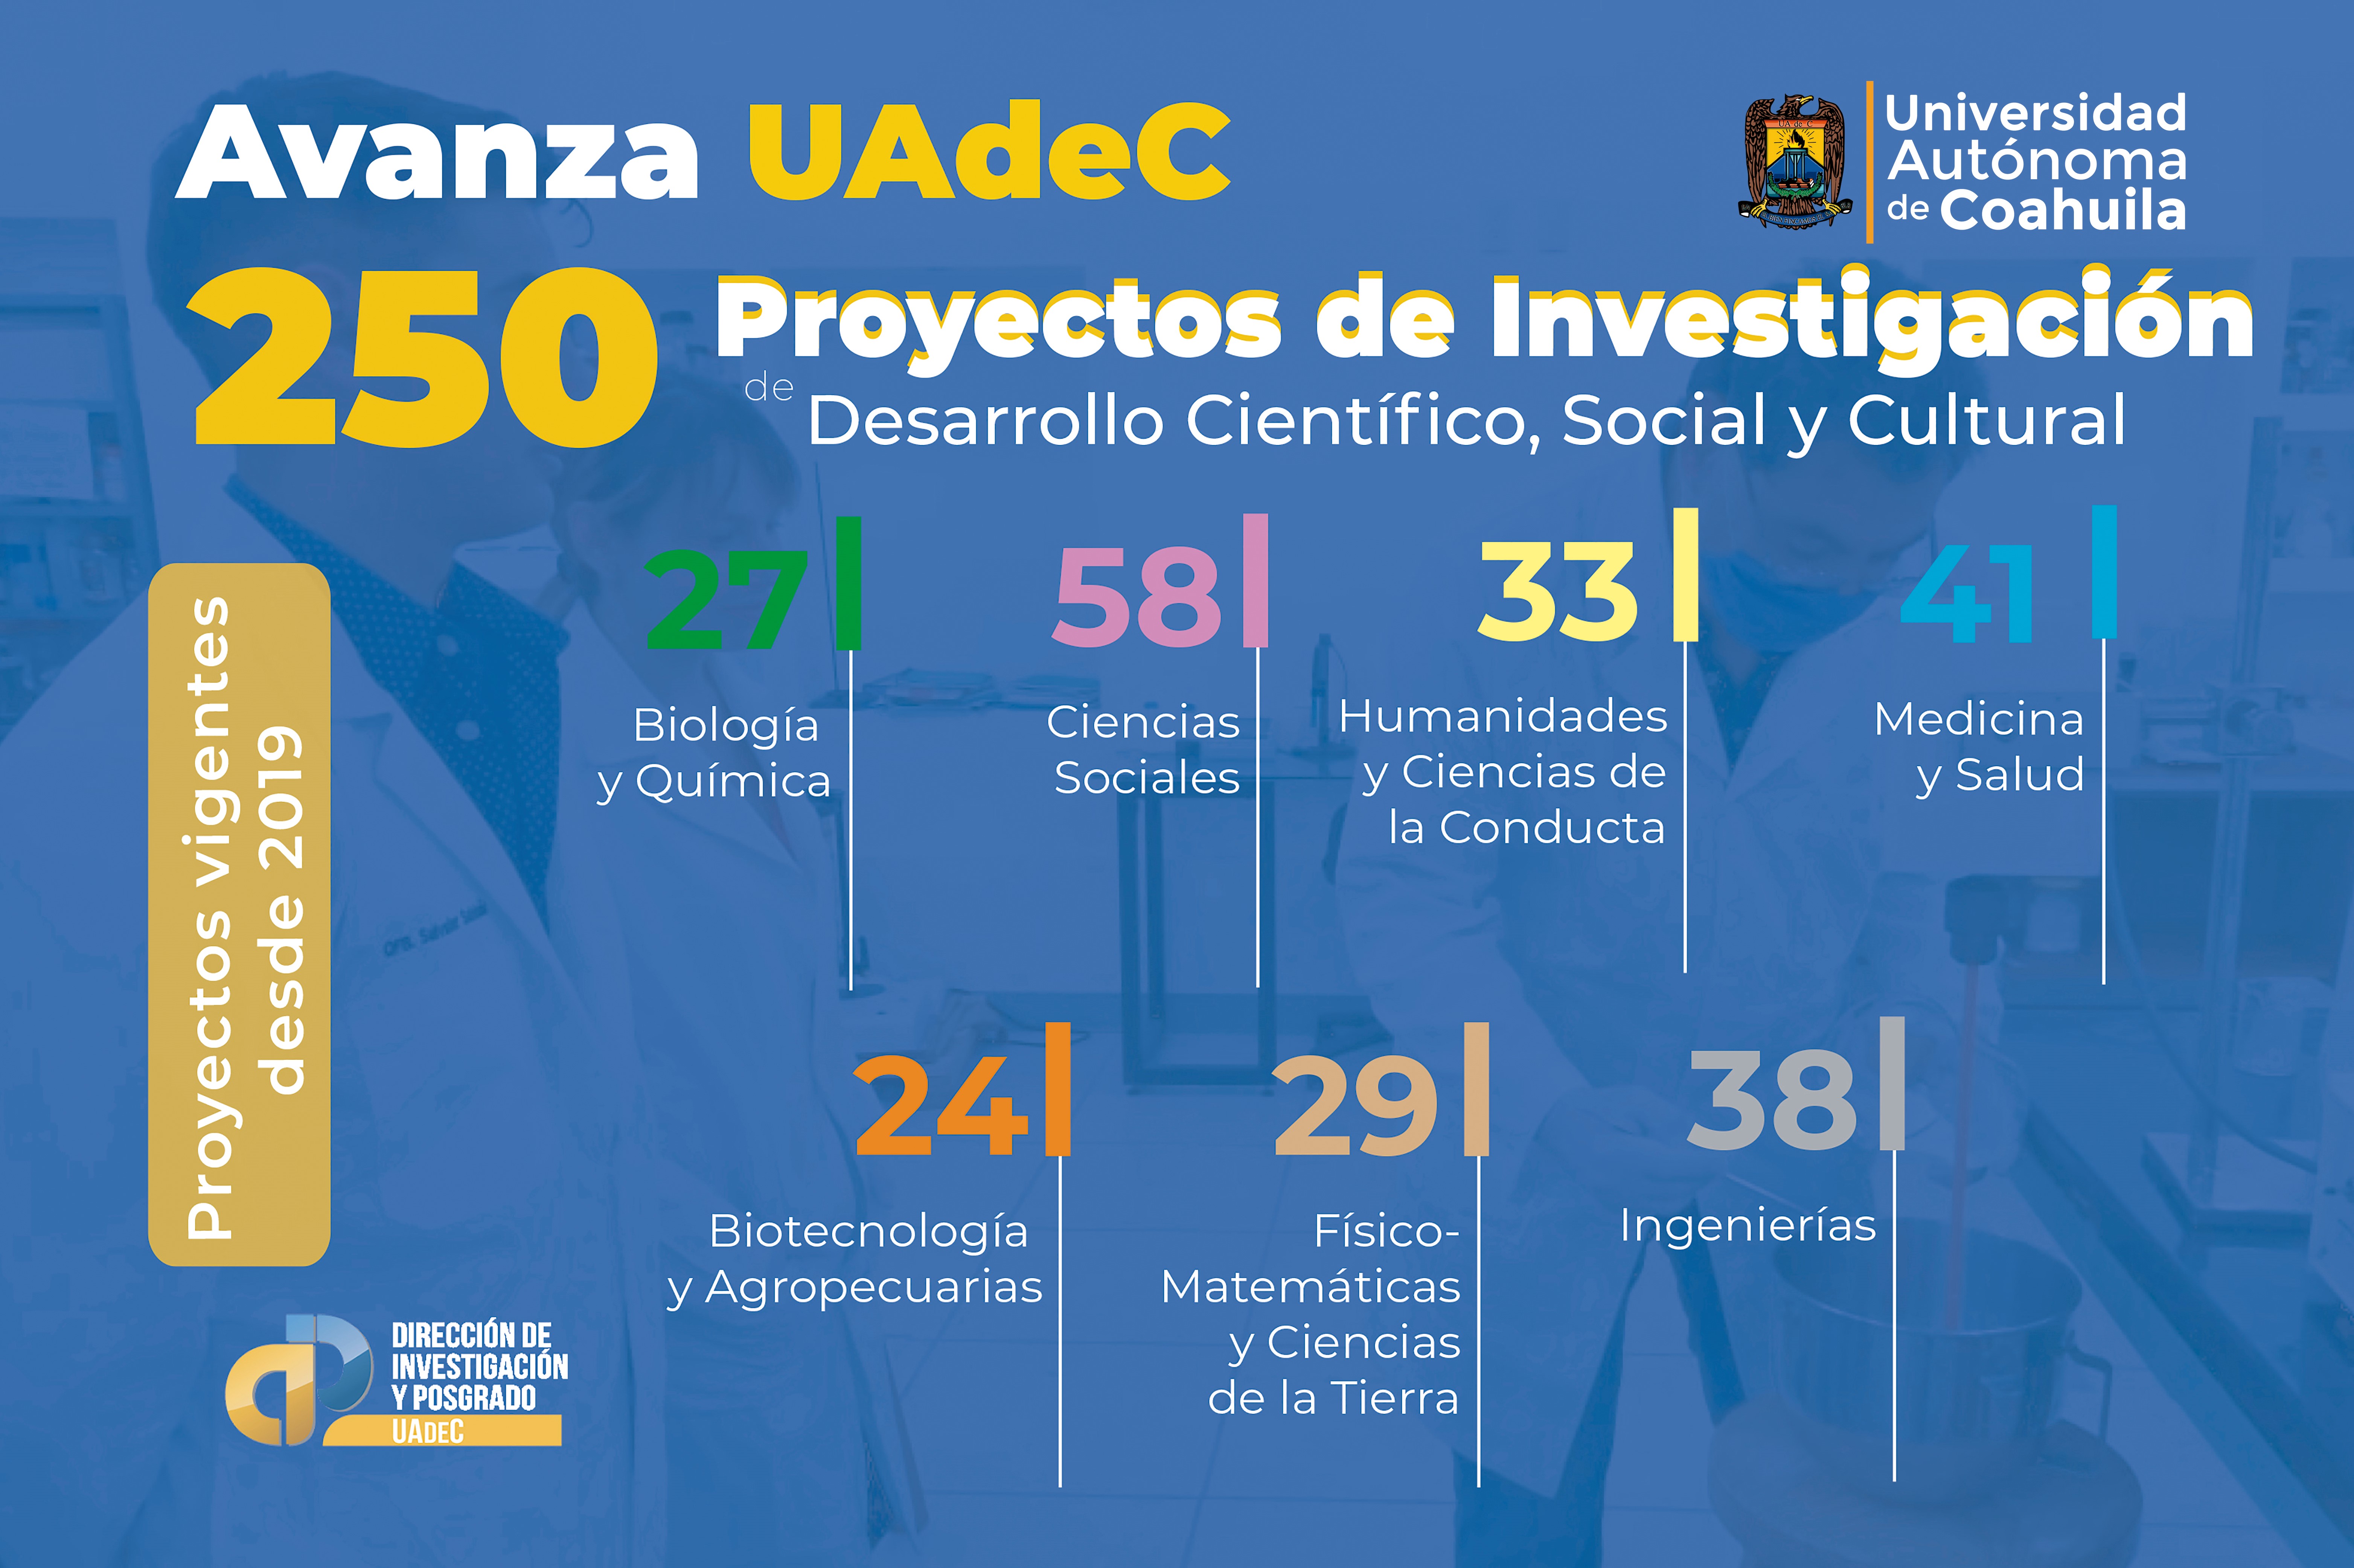 Avanza UAdeC
UA de C
Universidad
Autónoma
de Coahuila
250
Proyectos de Investigación
de Desarrollo Científico, Social y Cultural
Proyectos vigentes
desde 2019
27
Biología
y Química
58
Ciencias
Sociales
33
Humanidades
y Ciencias de
la Conducta
41
Medicina
y Salud
24
Biotecnología
y Agropecuarias
29
Físico-
Matemáticas
y Ciencias
de la Tierra
38
Ingenierías
DIRECCIÓN DE
INVESTIGACIÓN
Y POSGRADO
UADEC